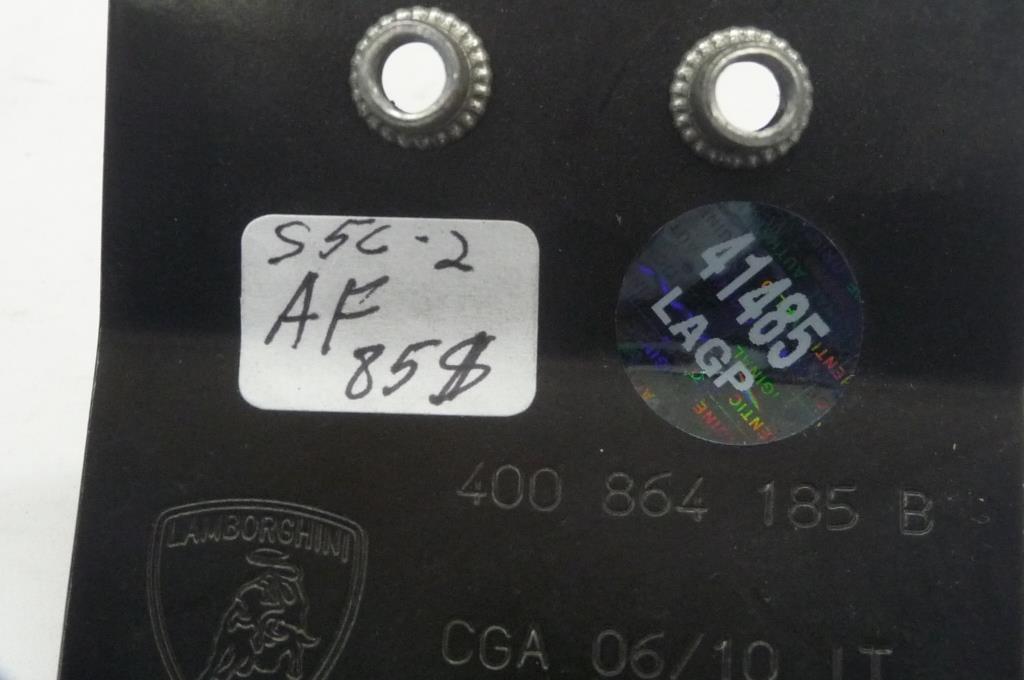 S5C-2
AF
85$
41485
LAGP
400 864 185 B
LAMBORGHINI
CGA 06/10 IT